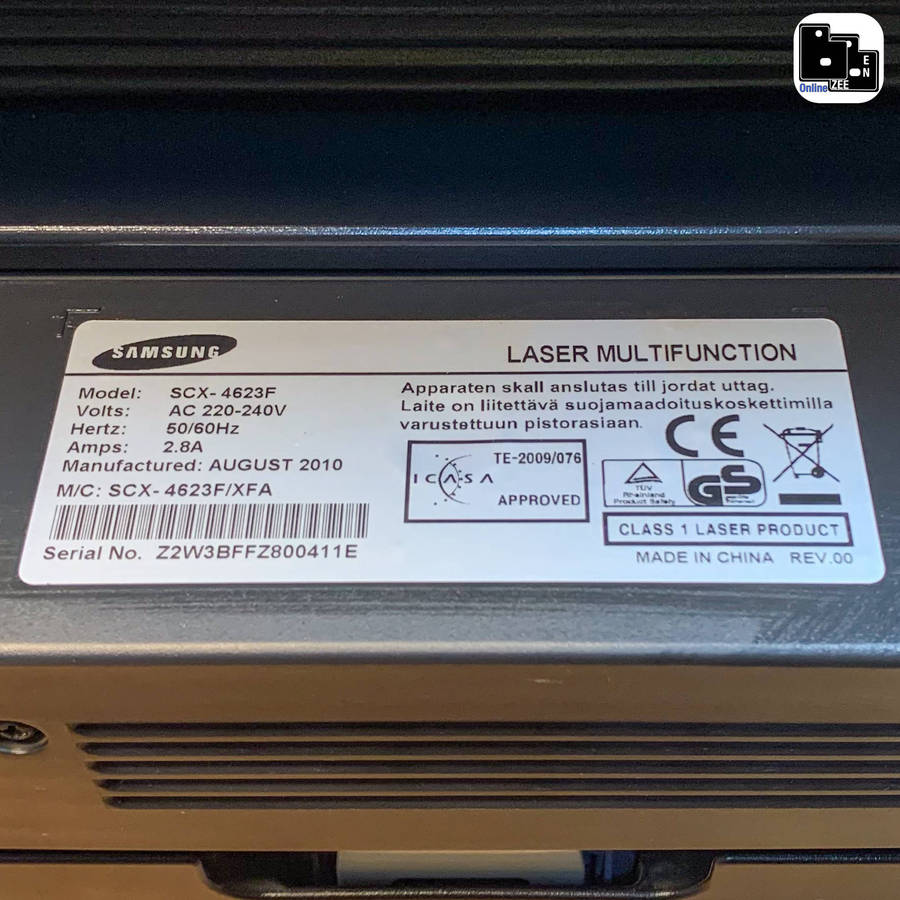 Online ZEE
E
N
SAMSUNG
LASER MULTIFUNCTION
Model: SCX- 4623F
Volts: AC 220-240V
Hertz: 50/60Hz
Amps: 2.8A
Manufactured: AUGUST 2010
M/C: SCX- 4623F/XFA
Serial No. Z2W3BFFZ800411E
Apparaten skall anslutas till jordat uttag.
Laite on liitettävä suojamaadoituskoskettimilla
varustettuun pistorasiaan.
ICASA
TE-2009/076
APPROVED
CE
TÜV
Rheinland
Product Safety
GS
CLASS 1 LASER PRODUCT
MADE IN CHINA REV.00